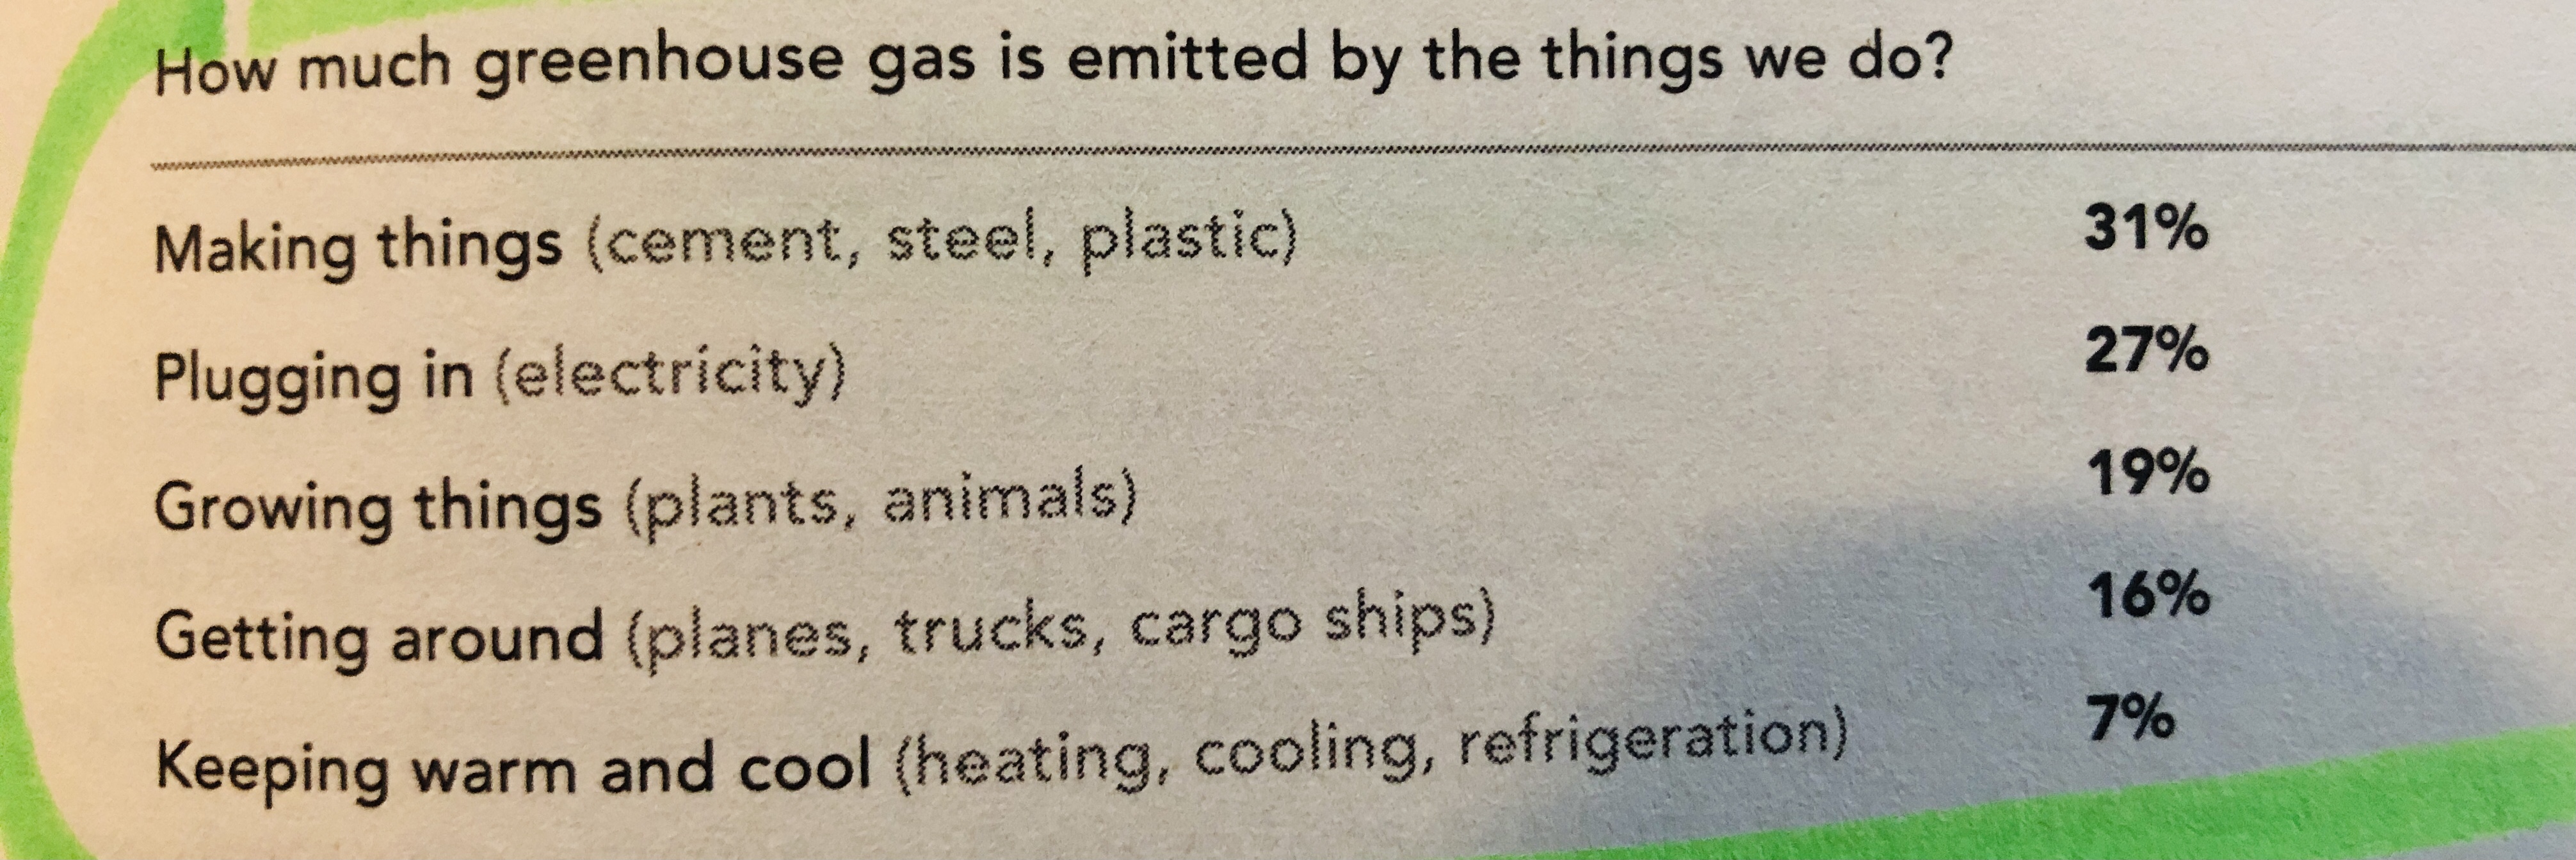 How much greenhouse gas is emitted by the things we do?
Making things (cement, steel, plastic) 31%
Plugging in (electricity) 27%
Growing things (plants, animals) 19%
Getting around (planes, trucks, cargo ships) 16%
Keeping warm and cool (heating, cooling, refrigeration) 7%